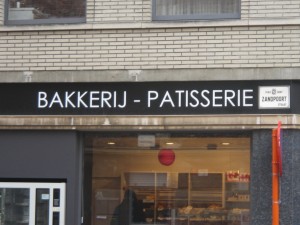 BAKKERIJ - PATISSERIE
ZANDPOORT